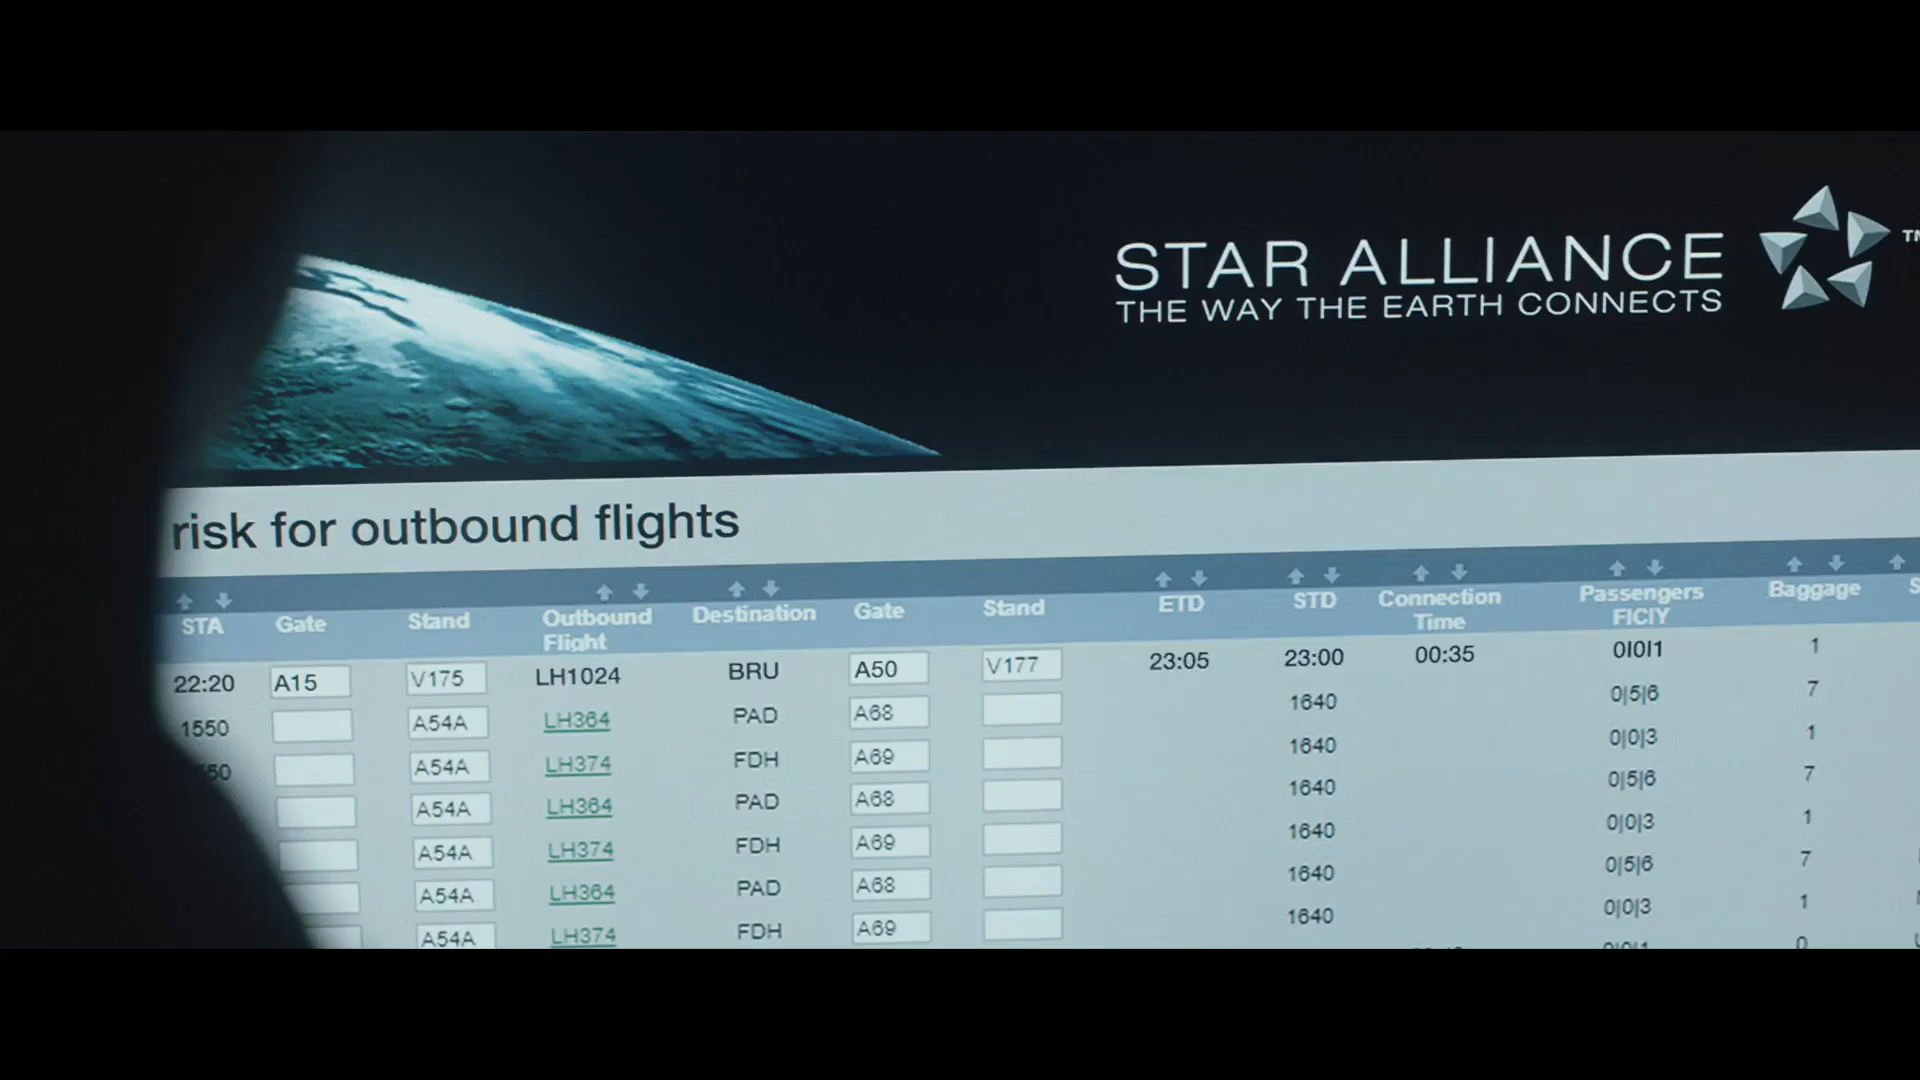 STAR ALLIANCE
THE WAY THE EARTH CONNECTS
TM
risk for outbound flights
STA Gate Stand Outbound Flight Destination Gate Stand ETD STD Connection Time Passengers FICIY Baggage
22:20 A15 V175 LH1024 BRU A50 V177 23:05 23:00 00:35 0I0I1 1
1550 A54A LH364 PAD A68 1640 0|5|6 7
50 A54A LH374 FDH A69 1640 0|0|3 1
A54A LH364 PAD A68 1640 0|5|6 7
A54A LH374 FDH A69 1640 0|0|3 1
A54A LH364 PAD A68 1640 0|5|6 7
A54A LH374 FDH A69 1640 0|0|3 1
0|0|1 0